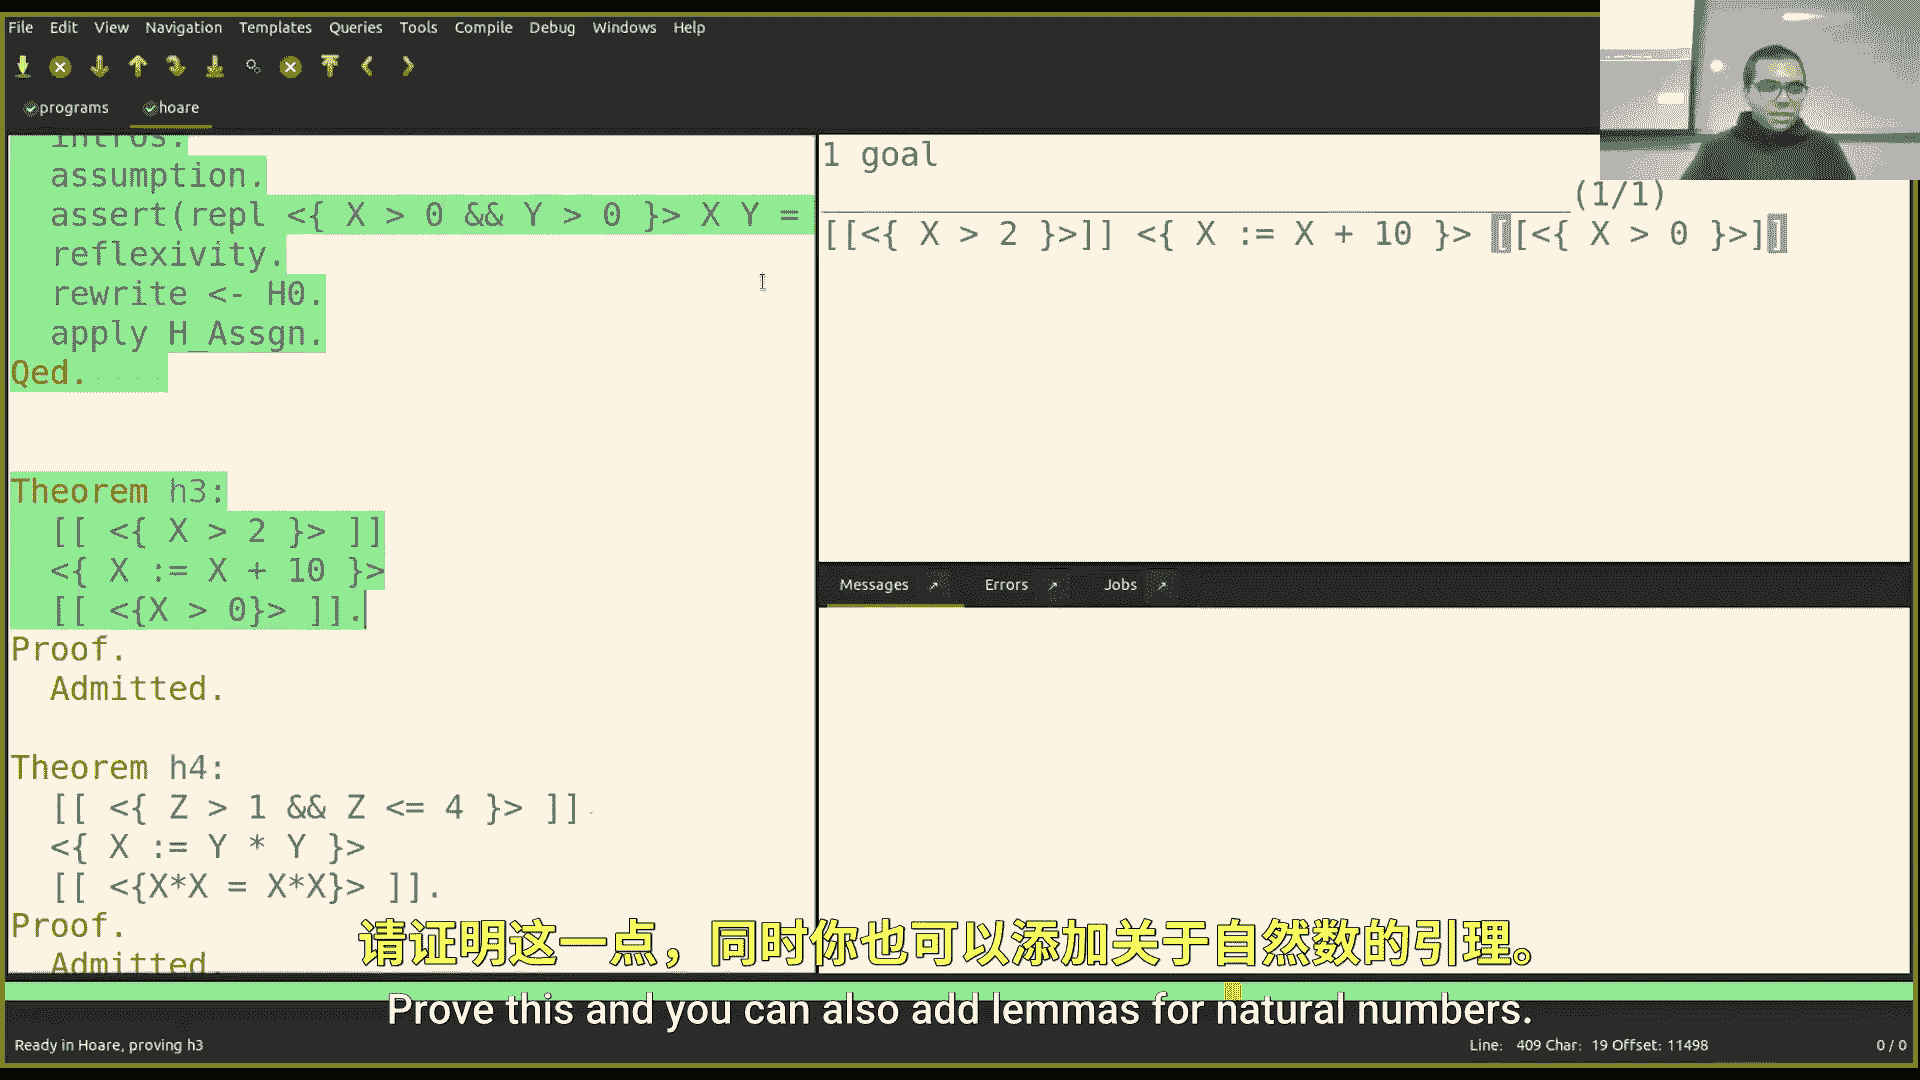 File Edit View Navigation Templates Queries Tools Compile Debug Windows Help
programs hoare
intros.
assumption.
assert(repl <{ X > 0 && Y > 0 }> X Y =
reflexivity.
rewrite <- H0.
apply H_Assgn.
Qed.
Theorem h3:
[[ <{ X > 2 }> ]]
<{ X := X + 10 }>
[[ <{X > 0}> ]].
Proof.
Admitted.
Theorem h4:
[[ <{ Z > 1 && Z <= 4 }> ]]
<{ X := Y * Y }>
[[ <{X*X = X*X}> ]].
Proof.
Admitted.
1 goal
(1/1)
[[<{ X > 2 }>]] <{ X := X + 10 }> [[<{ X > 0 }>]]
Messages Errors Jobs
请证明这一点，同时你也可以添加关于自然数的引理。
Prove this and you can also add lemmas for natural numbers.
Ready in Hoare, proving h3
Line: 409 Char: 19 Offset: 11498
0 / 0